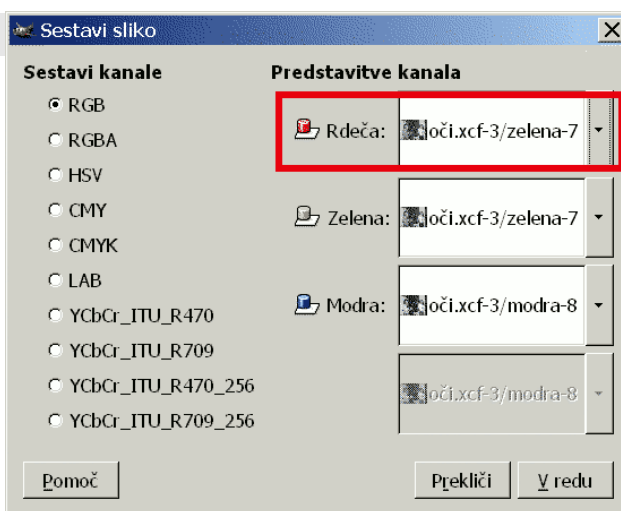 Sestavi sliko
Sestavi kanale
RGB
RGBA
HSV
CMY
CMYK
LAB
YCbCr_ITU_R470
YCbCr_ITU_R709
YCbCr_ITU_R470_256
YCbCr_ITU_R709_256
Predstavitve kanala
Rdeča: oči.xcf-3/zelena-7
Zelena: oči.xcf-3/zelena-7
Modra: oči.xcf-3/modra-8
oči.xcf-3/modra-8
Pomoč
Prekliči
V redu